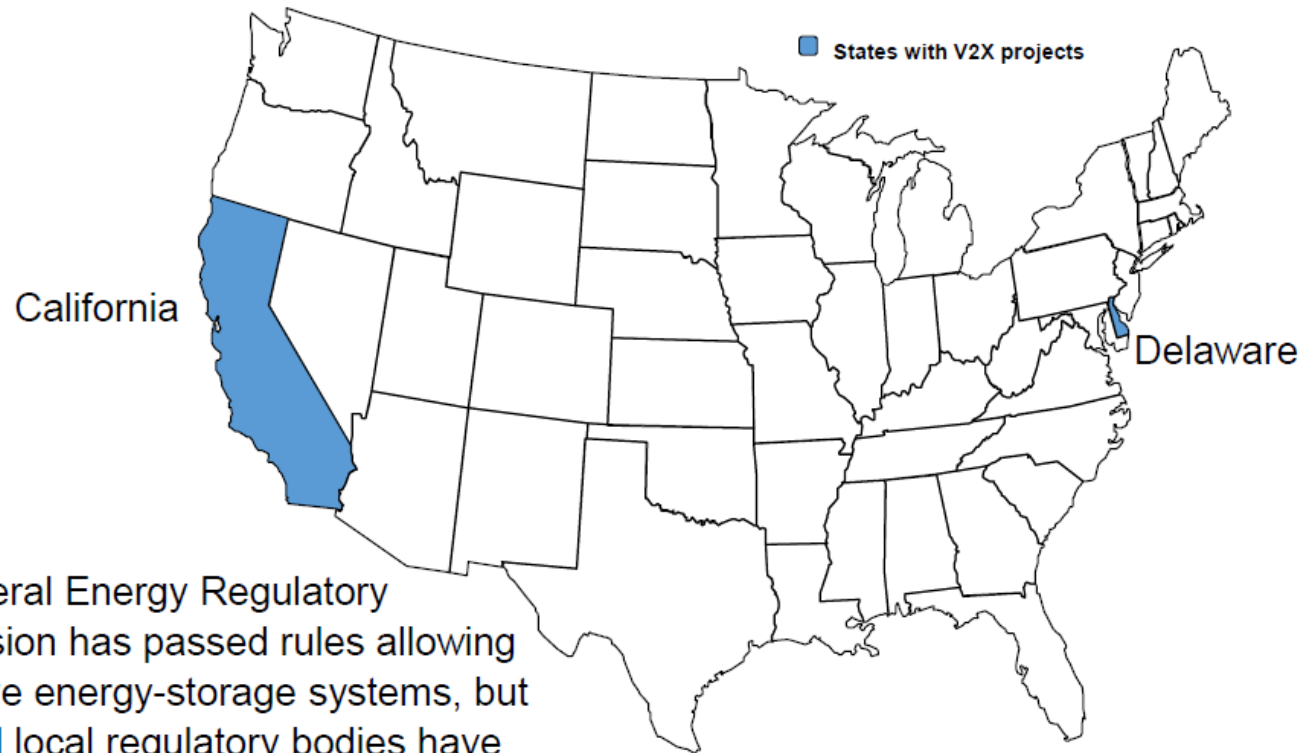 States with V2X projects
California
Delaware
eral Energy Regulatory
sion has passed rules allowing
ve energy-storage systems, but
l local regulatory bodies have